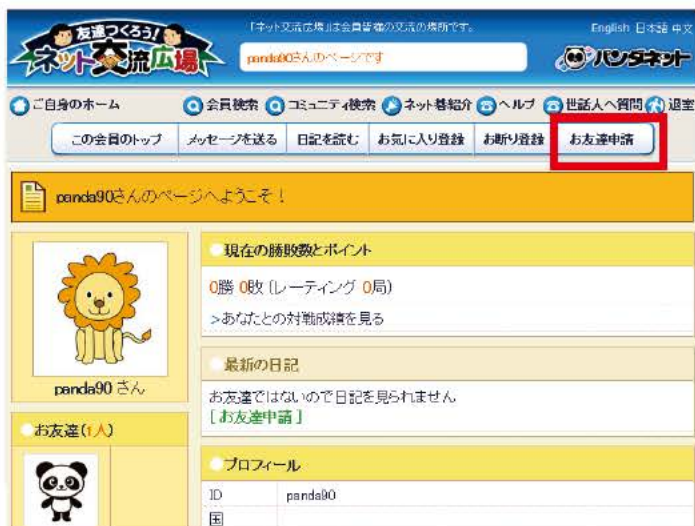 友達つくろう!
ネット交流広場
「ネット交流広場」は会員皆様の交流の場所です。
English 日本語 中文
panda90さんのページです
パンダネット
ご自身のホーム
会員検索 コミュニティ検索 ネット碁紹介 ヘルプ 世話人へ質問 退室
この会員のトップ メッセージを送る 日記を読む お気に入り登録 お断り登録 お友達申請
panda90さんのページへようこそ!
panda90 さん
お友達(1人)
現在の勝敗数とポイント
0勝 0敗 (レーティング 0局)
>あなたとの対戦成績を見る
最新の日記
お友達ではないので日記を見られません
[お友達申請]
プロフィール
ID panda90
国